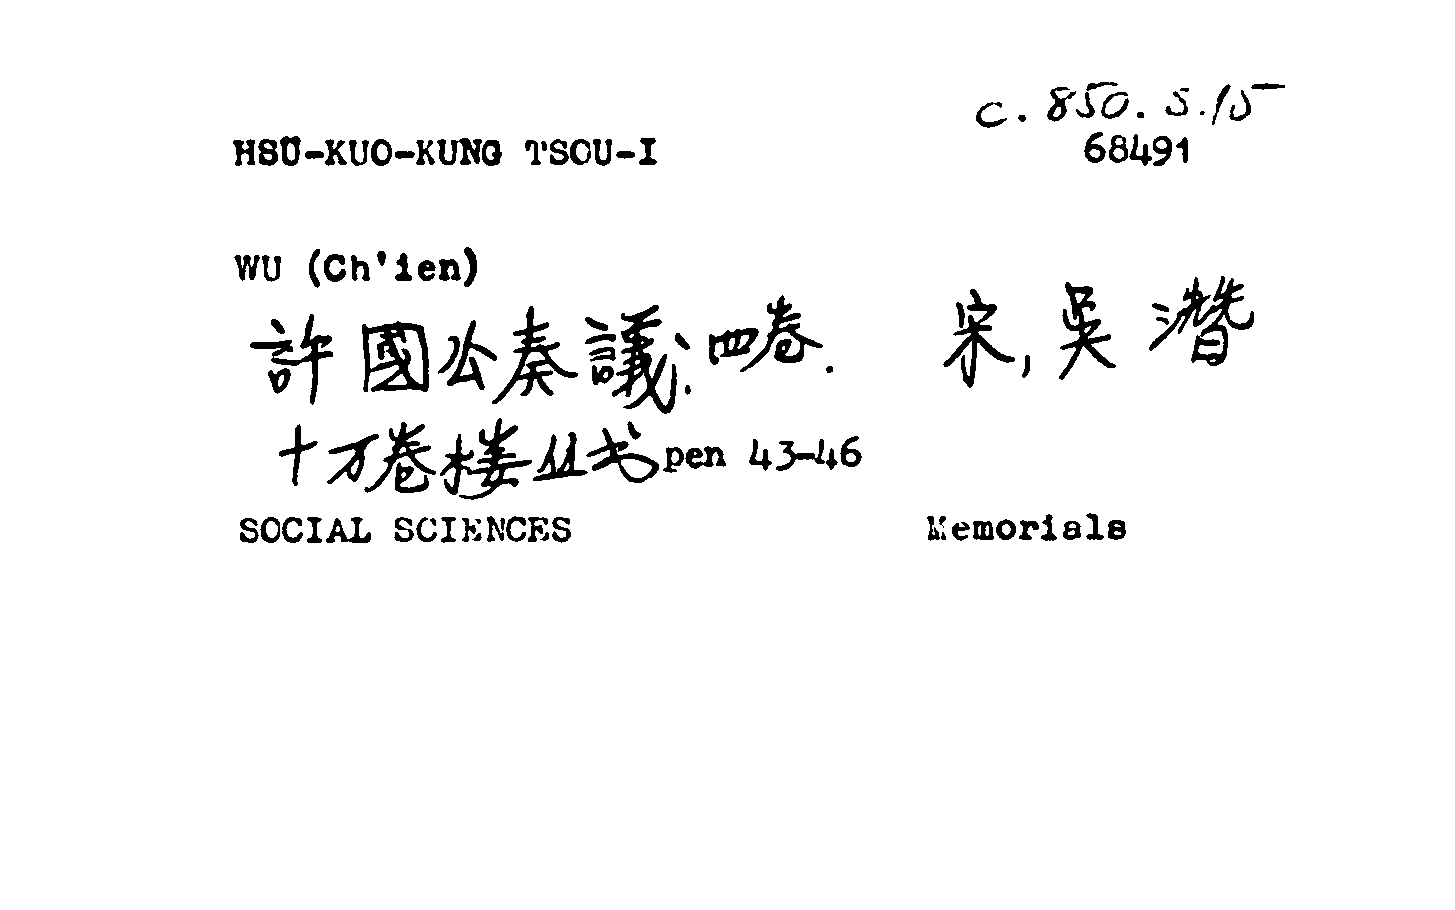 c. 850. s. 15
HSÜ-KUO-KUNG TSOU-I 68491
WU (Ch'ien)
許國公奏議; 四卷. 宋, 吳潛
十万卷楼丛书 pen 43-46
SOCIAL SCIENCES Memorials